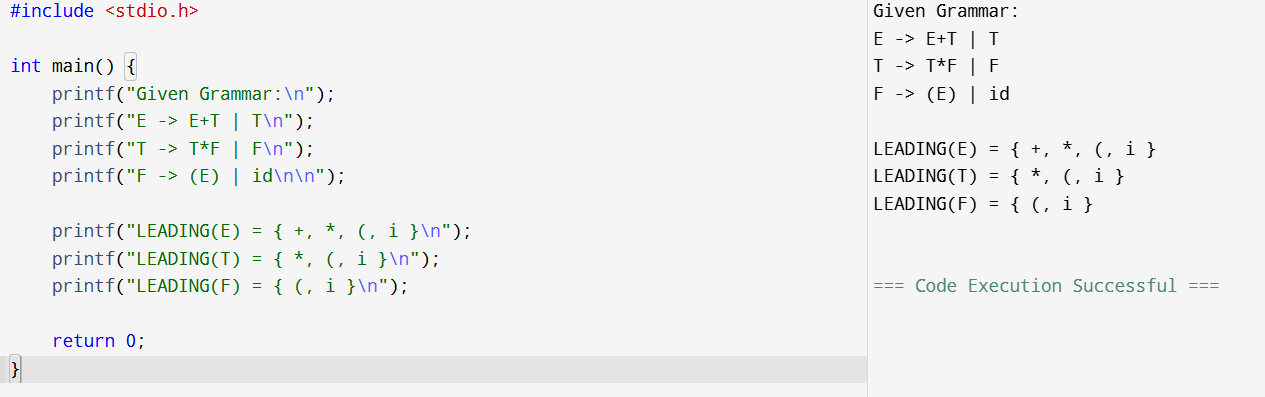 #include <stdio.h>
int main() {
    printf("Given Grammar:\n");
    printf("E -> E+T | T\n");
    printf("T -> T*F | F\n");
    printf("F -> (E) | id\n\n");
    printf("LEADING(E) = { +, *, (, i }\n");
    printf("LEADING(T) = { *, (, i }\n");
    printf("LEADING(F) = { (, i }\n");
    return 0;
}
Given Grammar:
E -> E+T | T
T -> T*F | F
F -> (E) | id
LEADING(E) = { +, *, (, i }
LEADING(T) = { *, (, i }
LEADING(F) = { (, i }
=== Code Execution Successful ===